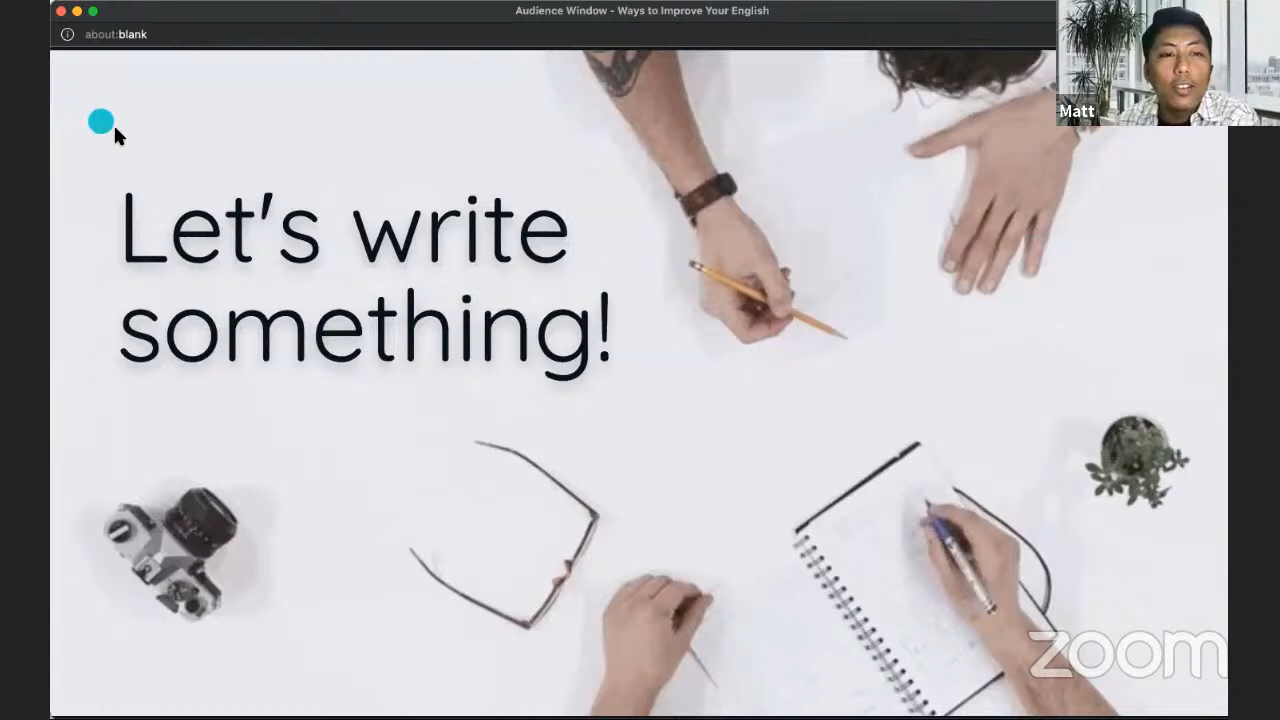 Audience Window - Ways to Improve Your English
about:blank
Matt
Let's write
something!
zoom